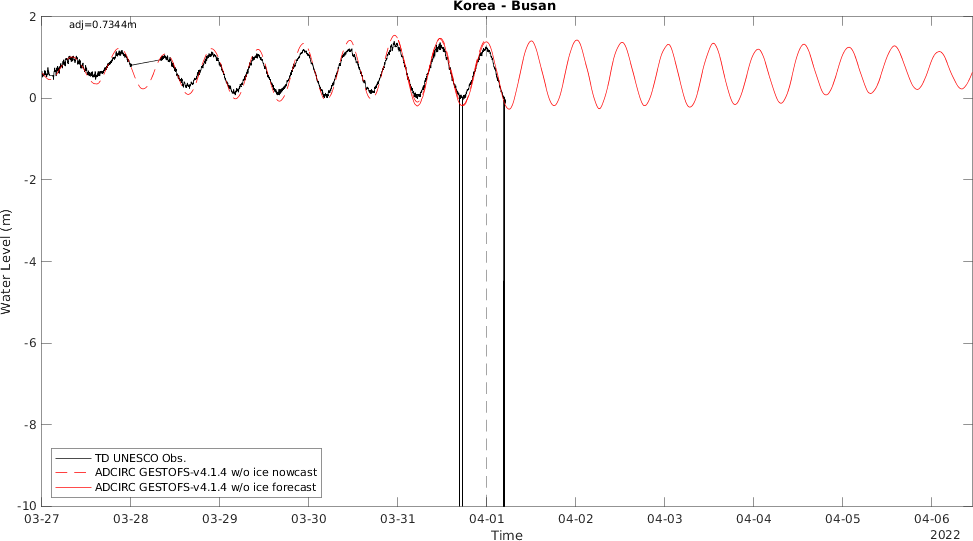 Korea - Busan
adj=0.7344m
2
0
-2
-4
-6
-8
-10
Water Level (m)
TD UNESCO Obs.
ADCIRC GESTOFS-v4.1.4 w/o ice nowcast
ADCIRC GESTOFS-v4.1.4 w/o ice forecast
03-27 03-28 03-29 03-30 03-31 04-01 04-02 04-03 04-04 04-05 04-06
Time
2022